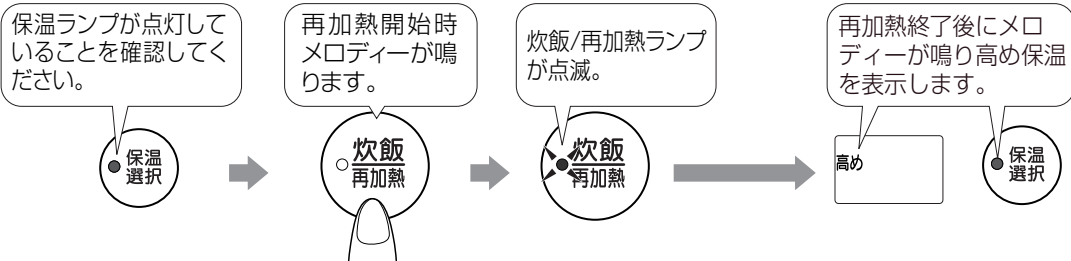 保温ランプが点灯して
いることを確認してく
ださい。
保温
選択
再加熱開始時
メロディーが鳴
ります。
炊飯
再加熱
炊飯/再加熱ランプ
が点滅。
炊飯
再加熱
再加熱終了後にメロ
ディーが鳴り高め保温
を表示します。
高め
保温
選択